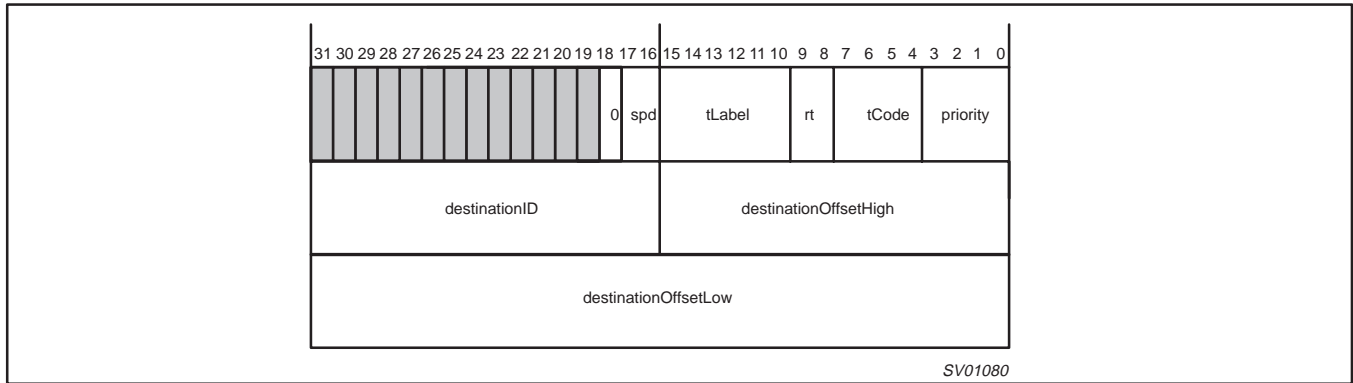 31 30 29 28 27 26 25 24 23 22 21 20 19 18 17 16 15 14 13 12 11 10 9 8 7 6 5 4 3 2 1 0
0 spd tLabel rt tCode priority
destinationID destinationOffsetHigh
destinationOffsetLow
SV01080